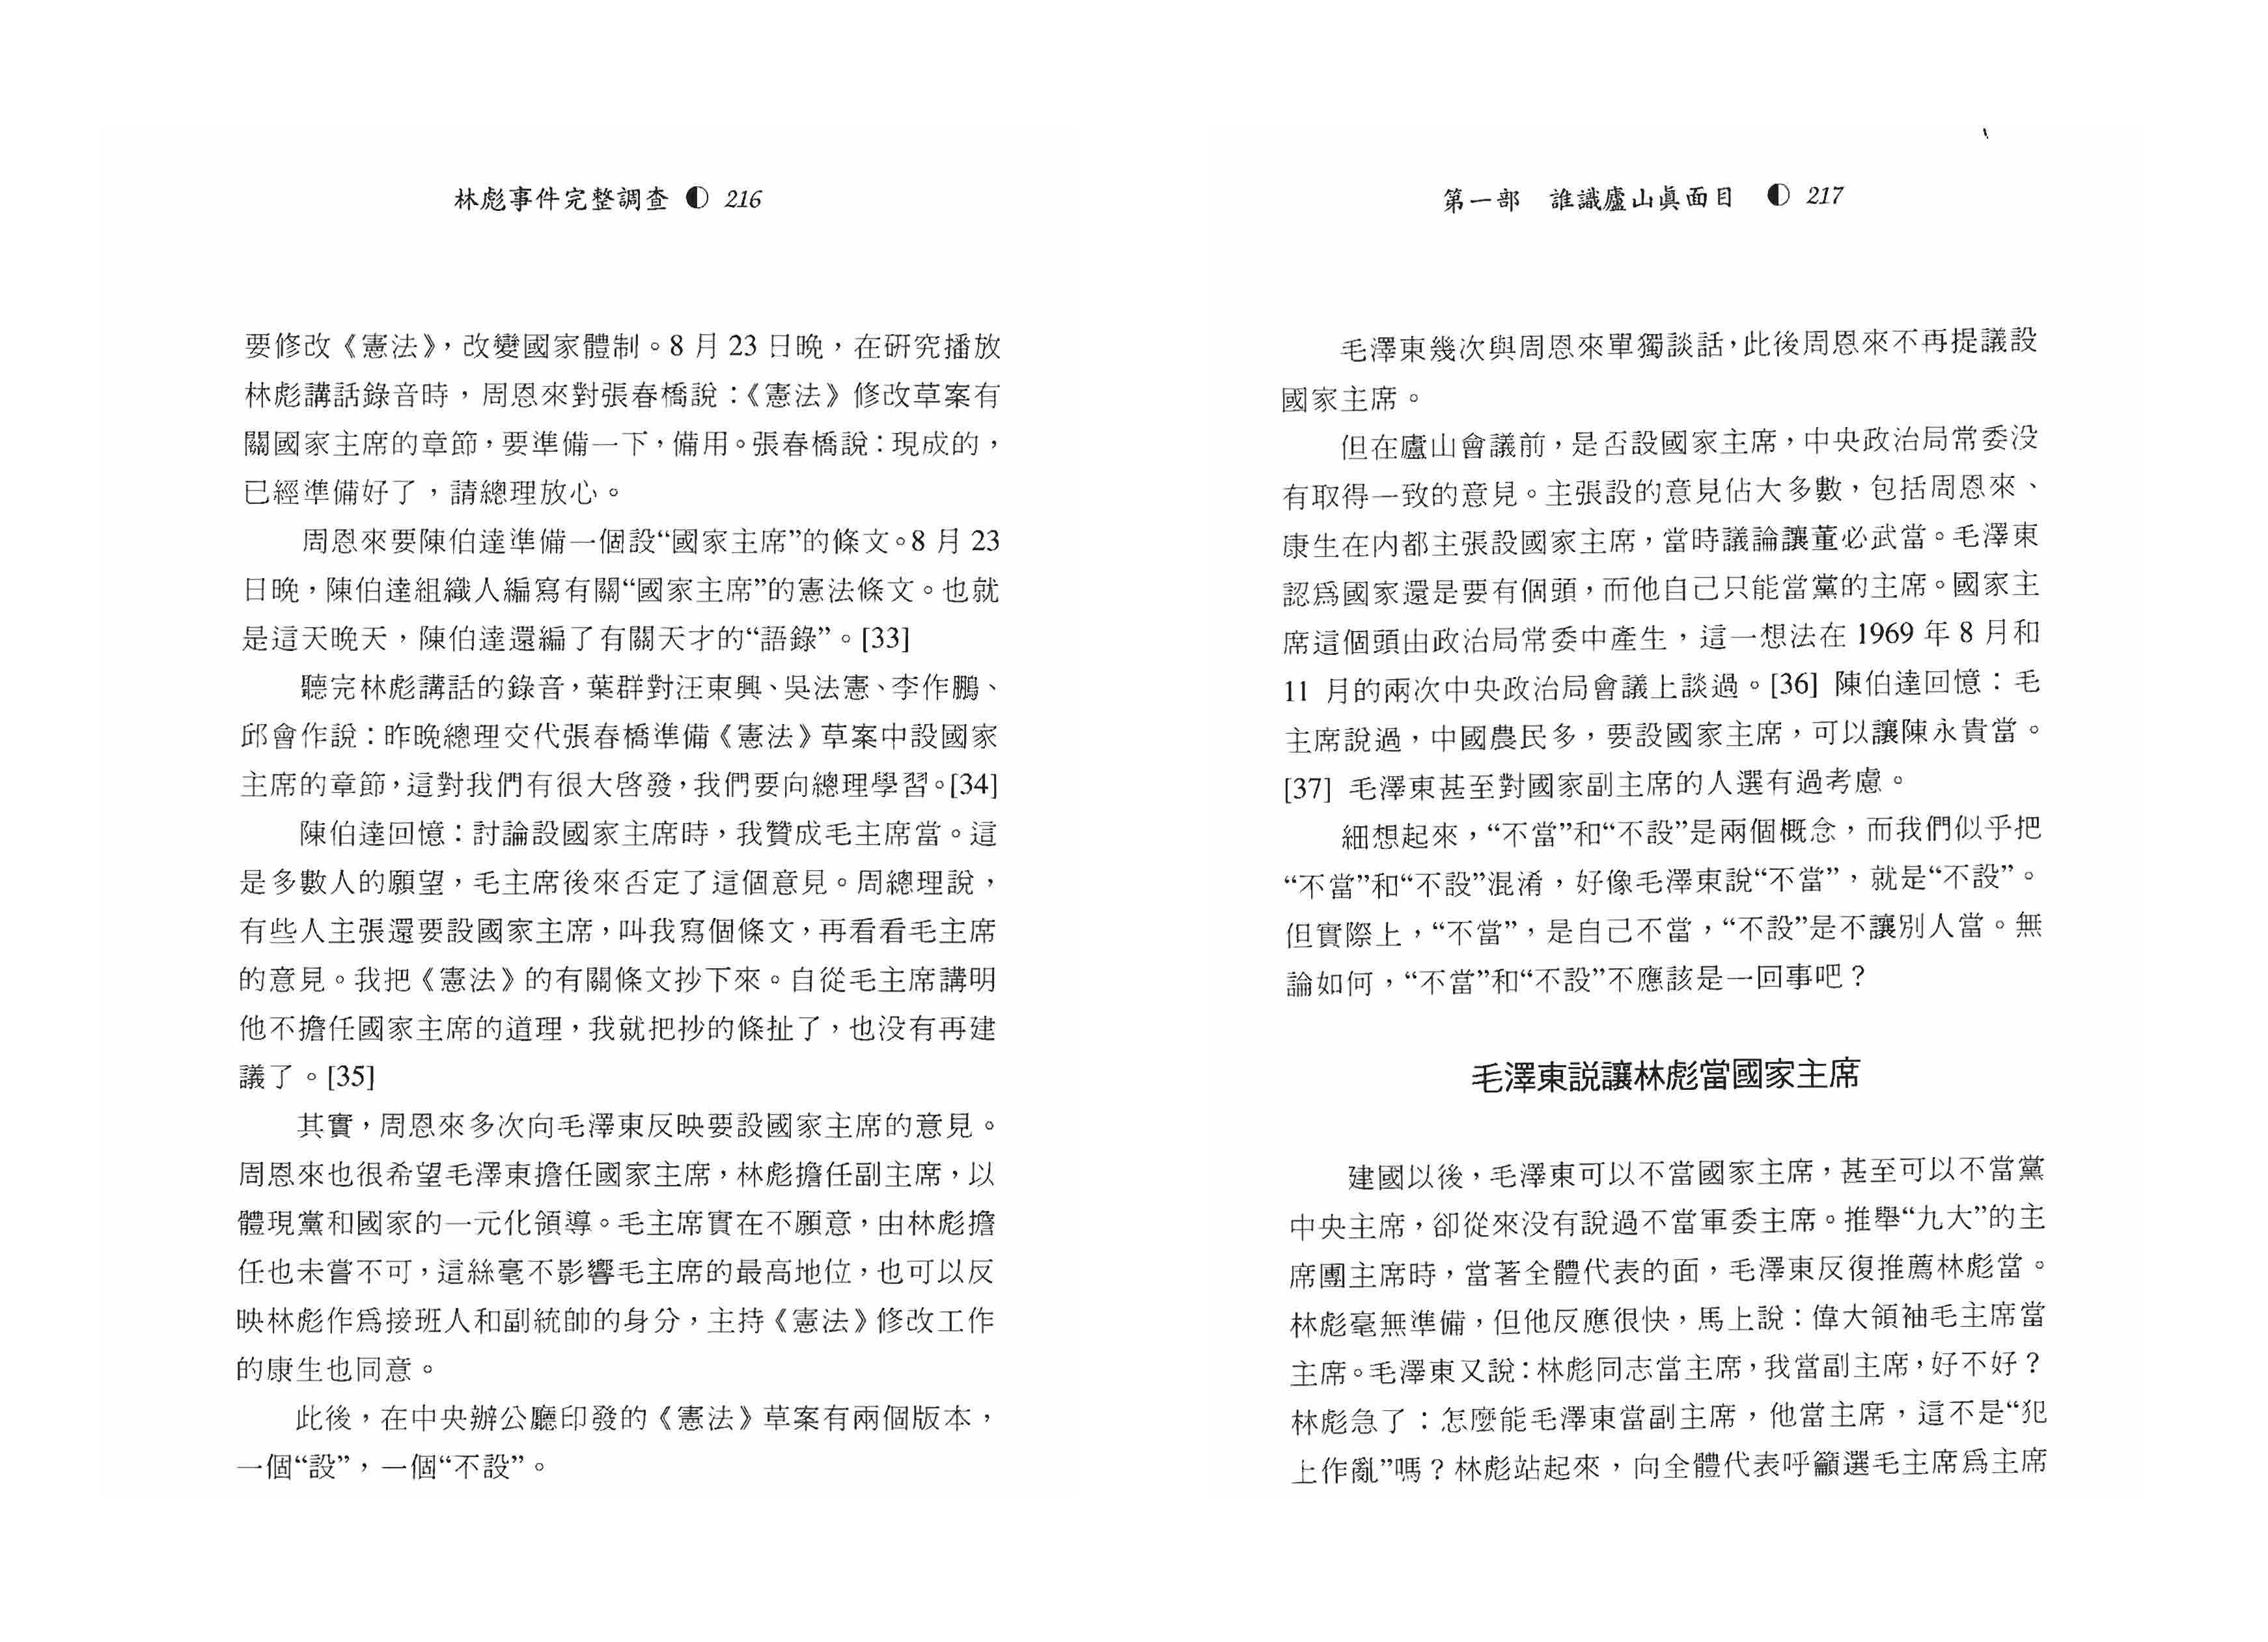 林彪事件完整調查 ◐ 216
要修改《憲法》，改變國家體制。8 月 23 日晚，在研究播放
林彪講話錄音時，周恩來對張春橋說：《憲法》修改草案有
關國家主席的章節，要準備一下，備用。張春橋說：現成的，
已經準備好了，請總理放心。
周恩來要陳伯達準備一個設“國家主席”的條文。8 月 23
日晚，陳伯達組織人編寫有關“國家主席”的憲法條文。也就
是這天晚天，陳伯達還編了有關天才的“語錄”。[33]
聽完林彪講話的錄音，葉群對汪東興、吳法憲、李作鵬、
邱會作說：昨晚總理交代張春橋準備《憲法》草案中設國家
主席的章節，這對我們有很大啓發，我們要向總理學習。[34]
陳伯達回憶：討論設國家主席時，我贊成毛主席當。這
是多數人的願望，毛主席後來否定了這個意見。周總理說，
有些人主張還要設國家主席，叫我寫個條文，再看看毛主席
的意見。我把《憲法》的有關條文抄下來。自從毛主席講明
他不擔任國家主席的道理，我就把抄的條扯了，也没有再建
議了。[35]
其實，周恩來多次向毛澤東反映要設國家主席的意見。
周恩來也很希望毛澤東擔任國家主席，林彪擔任副主席，以
體現黨和國家的一元化領導。毛主席實在不願意，由林彪擔
任也未嘗不可，這絲毫不影響毛主席的最高地位，也可以反
映林彪作爲接班人和副統帥的身分，主持《憲法》修改工作
的康生也同意。
此後，在中央辦公廳印發的《憲法》草案有兩個版本，
一個“設”，一個“不設”。
第一部　誰識廬山眞面目 ◐ 217
毛澤東幾次與周恩來單獨談話，此後周恩來不再提議設
國家主席。
但在廬山會議前，是否設國家主席，中央政治局常委没
有取得一致的意見。主張設的意見佔大多數，包括周恩來、
康生在内都主張設國家主席，當時議論讓董必武當。毛澤東
認爲國家還是要有個頭，而他自己只能當黨的主席。國家主
席這個頭由政治局常委中產生，這一想法在 1969 年 8 月和
11 月的兩次中央政治局會議上談過。[36] 陳伯達回憶：毛
主席說過，中國農民多，要設國家主席，可以讓陳永貴當。
[37] 毛澤東甚至對國家副主席的人選有過考慮。
細想起來，“不當”和“不設”是兩個概念，而我們似乎把
“不當”和“不設”混淆，好像毛澤東說“不當”，就是“不設”。
但實際上，“不當”，是自己不當，“不設”是不讓別人當。無
論如何，“不當”和“不設”不應該是一回事吧？
毛澤東説讓林彪當國家主席
建國以後，毛澤東可以不當國家主席，甚至可以不當黨
中央主席，卻從來没有說過不當軍委主席。推舉“九大”的主
席團主席時，當著全體代表的面，毛澤東反復推薦林彪當。
林彪毫無準備，但他反應很快，馬上說：偉大領袖毛主席當
主席。毛澤東又說：林彪同志當主席，我當副主席，好不好？
林彪急了：怎麼能毛澤東當副主席，他當主席，這不是“犯
上作亂”嗎？林彪站起來，向全體代表呼籲選毛主席爲主席